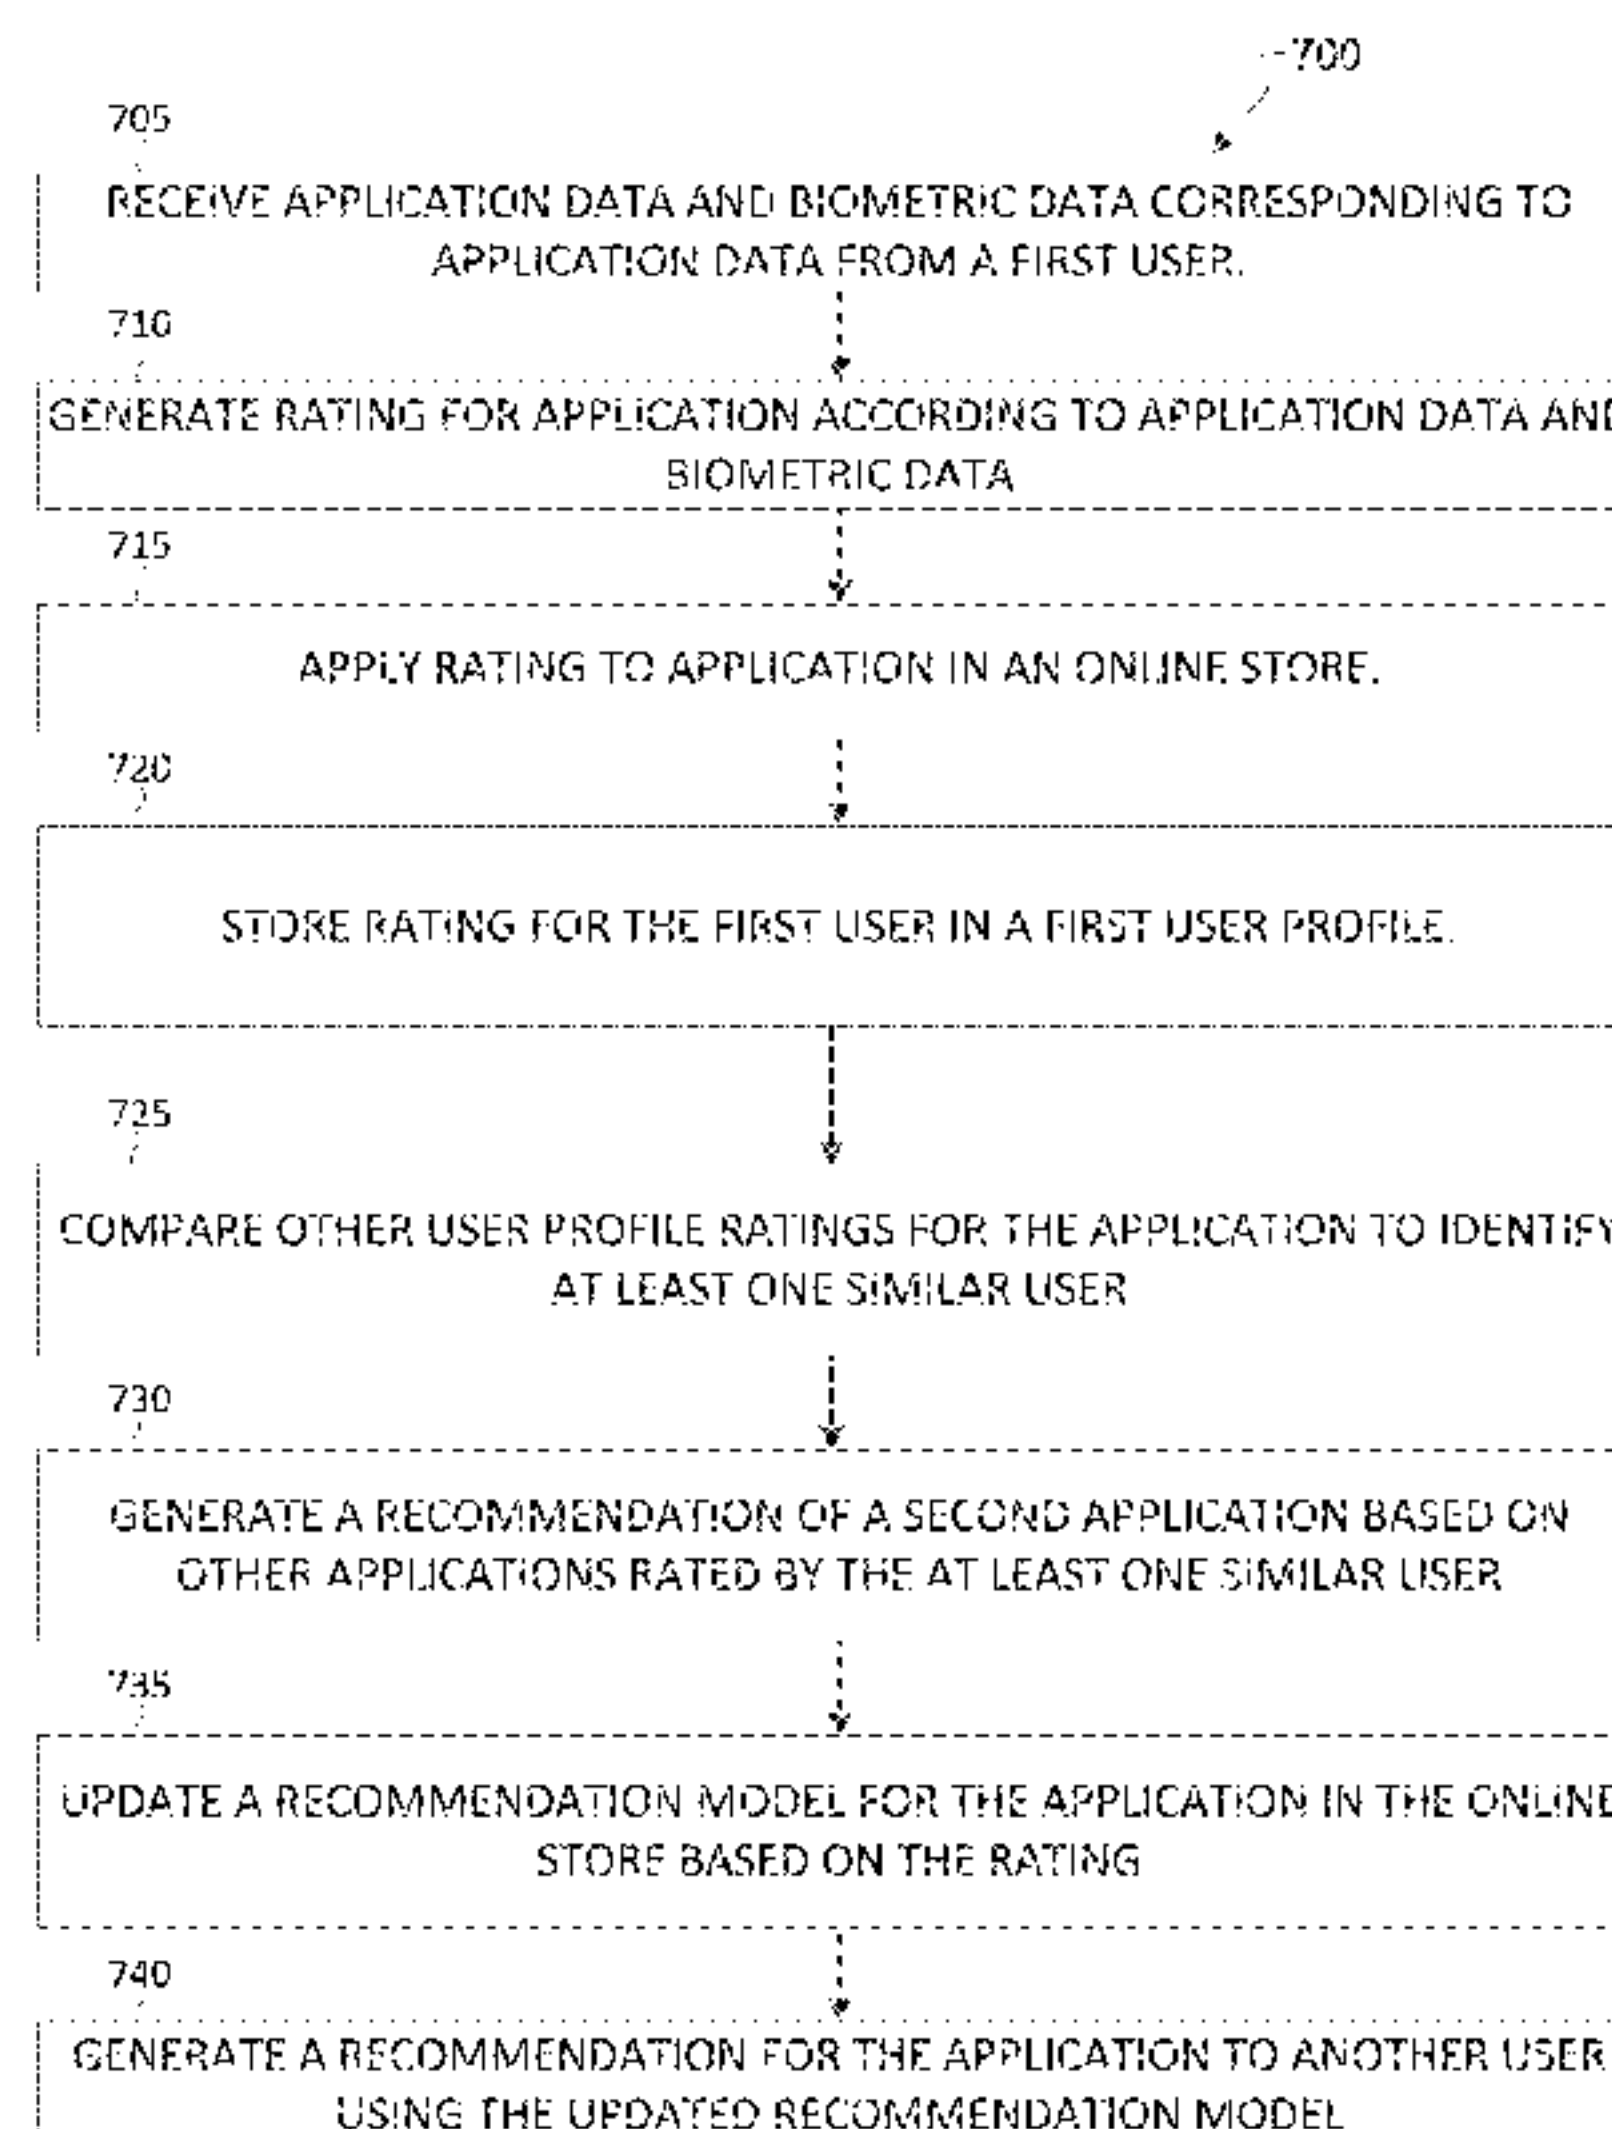 700
705
RECEIVE APPLICATION DATA AND BIOMETRIC DATA CORRESPONDING TO
APPLICATION DATA FROM A FIRST USER.
710
GENERATE RATING FOR APPLICATION ACCORDING TO APPLICATION DATA AND
BIOMETRIC DATA
715
APPLY RATING TO APPLICATION IN AN ONLINE STORE.
720
STORE RATING FOR THE FIRST USER IN A FIRST USER PROFILE.
725
COMPARE OTHER USER PROFILE RATINGS FOR THE APPLICATION TO IDENTIFY
AT LEAST ONE SIMILAR USER
730
GENERATE A RECOMMENDATION OF A SECOND APPLICATION BASED ON
OTHER APPLICATIONS RATED BY THE AT LEAST ONE SIMILAR USER
735
UPDATE A RECOMMENDATION MODEL FOR THE APPLICATION IN THE ONLINE
STORE BASED ON THE RATING
740
GENERATE A RECOMMENDATION FOR THE APPLICATION TO ANOTHER USER
USING THE UPDATED RECOMMENDATION MODEL